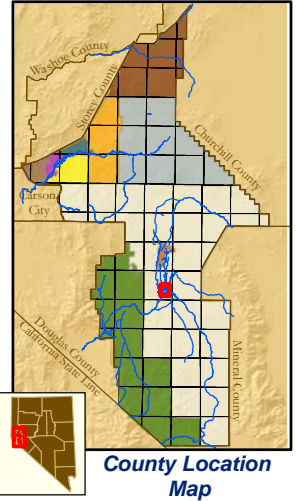 Washoe County
Storey County
Churchill County
Carson
City
Douglas County
California State Line
Mineral County
County Location
Map